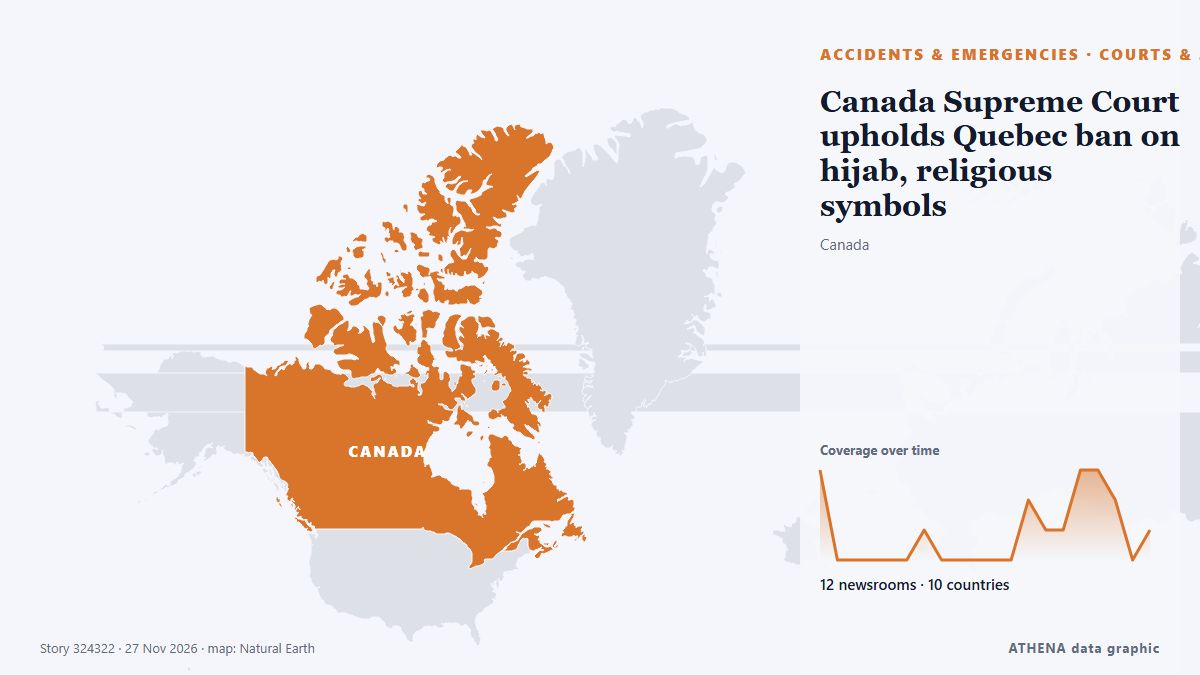 ACCIDENTS & EMERGENCIES · COURTS &
Canada Supreme Court
upholds Quebec ban on
hijab, religious
symbols
Canada
CANADA
Coverage over time
12 newsrooms · 10 countries
Story 324322 · 27 Nov 2026 · map: Natural Earth
ATHENA data graphic